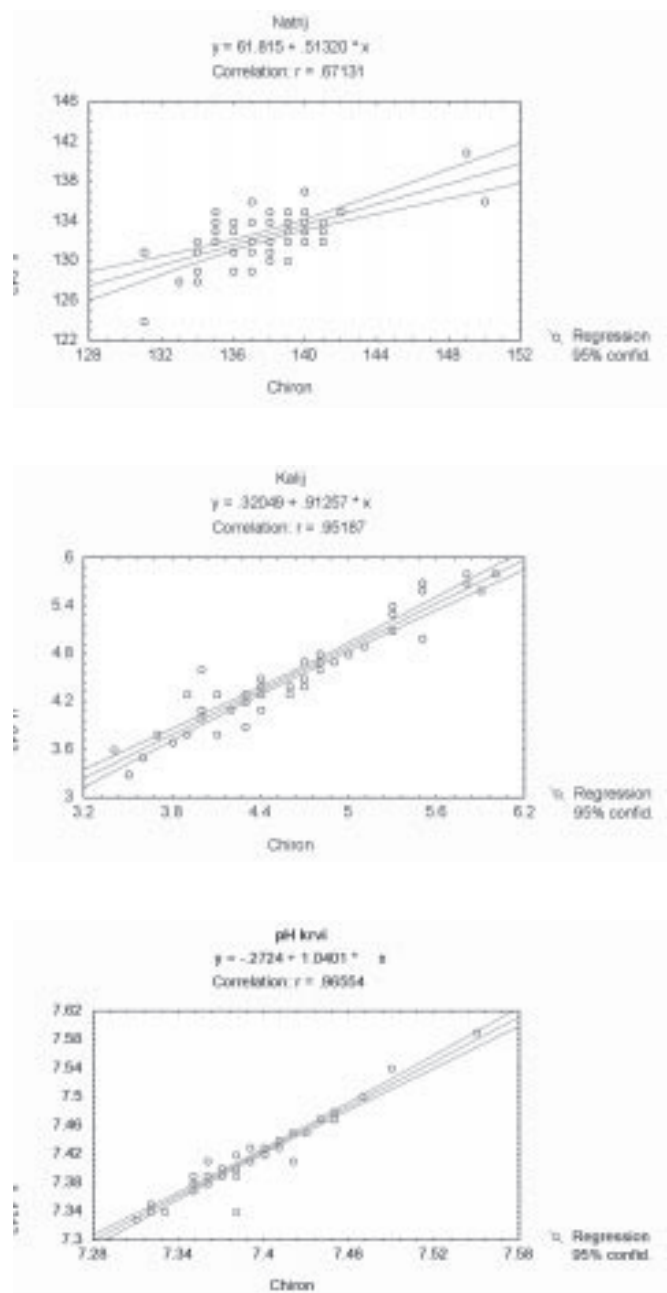 Natrij
y = 61.815 + .51320 * x
Correlation: r = .67131
146
142
138
134
130
126
122
128 132 136 140 144 148 152
Regression
95% confid.
Chiron
Kalij
y = .32049 + .91257 * x
Correlation: r = .95187
6
5.4
4.8
4.2
3.6
3
3.2 3.8 4.4 5 5.6 6.2
Regression
95% confid.
Chiron
pH krvi
y = -.2724 + 1.0401 * x
Correlation: r = .96554
7.62
7.58
7.54
7.5
7.46
7.42
7.38
7.34
7.3
7.28 7.34 7.4 7.46 7.52 7.58
Regression
95% confid.
Chiron